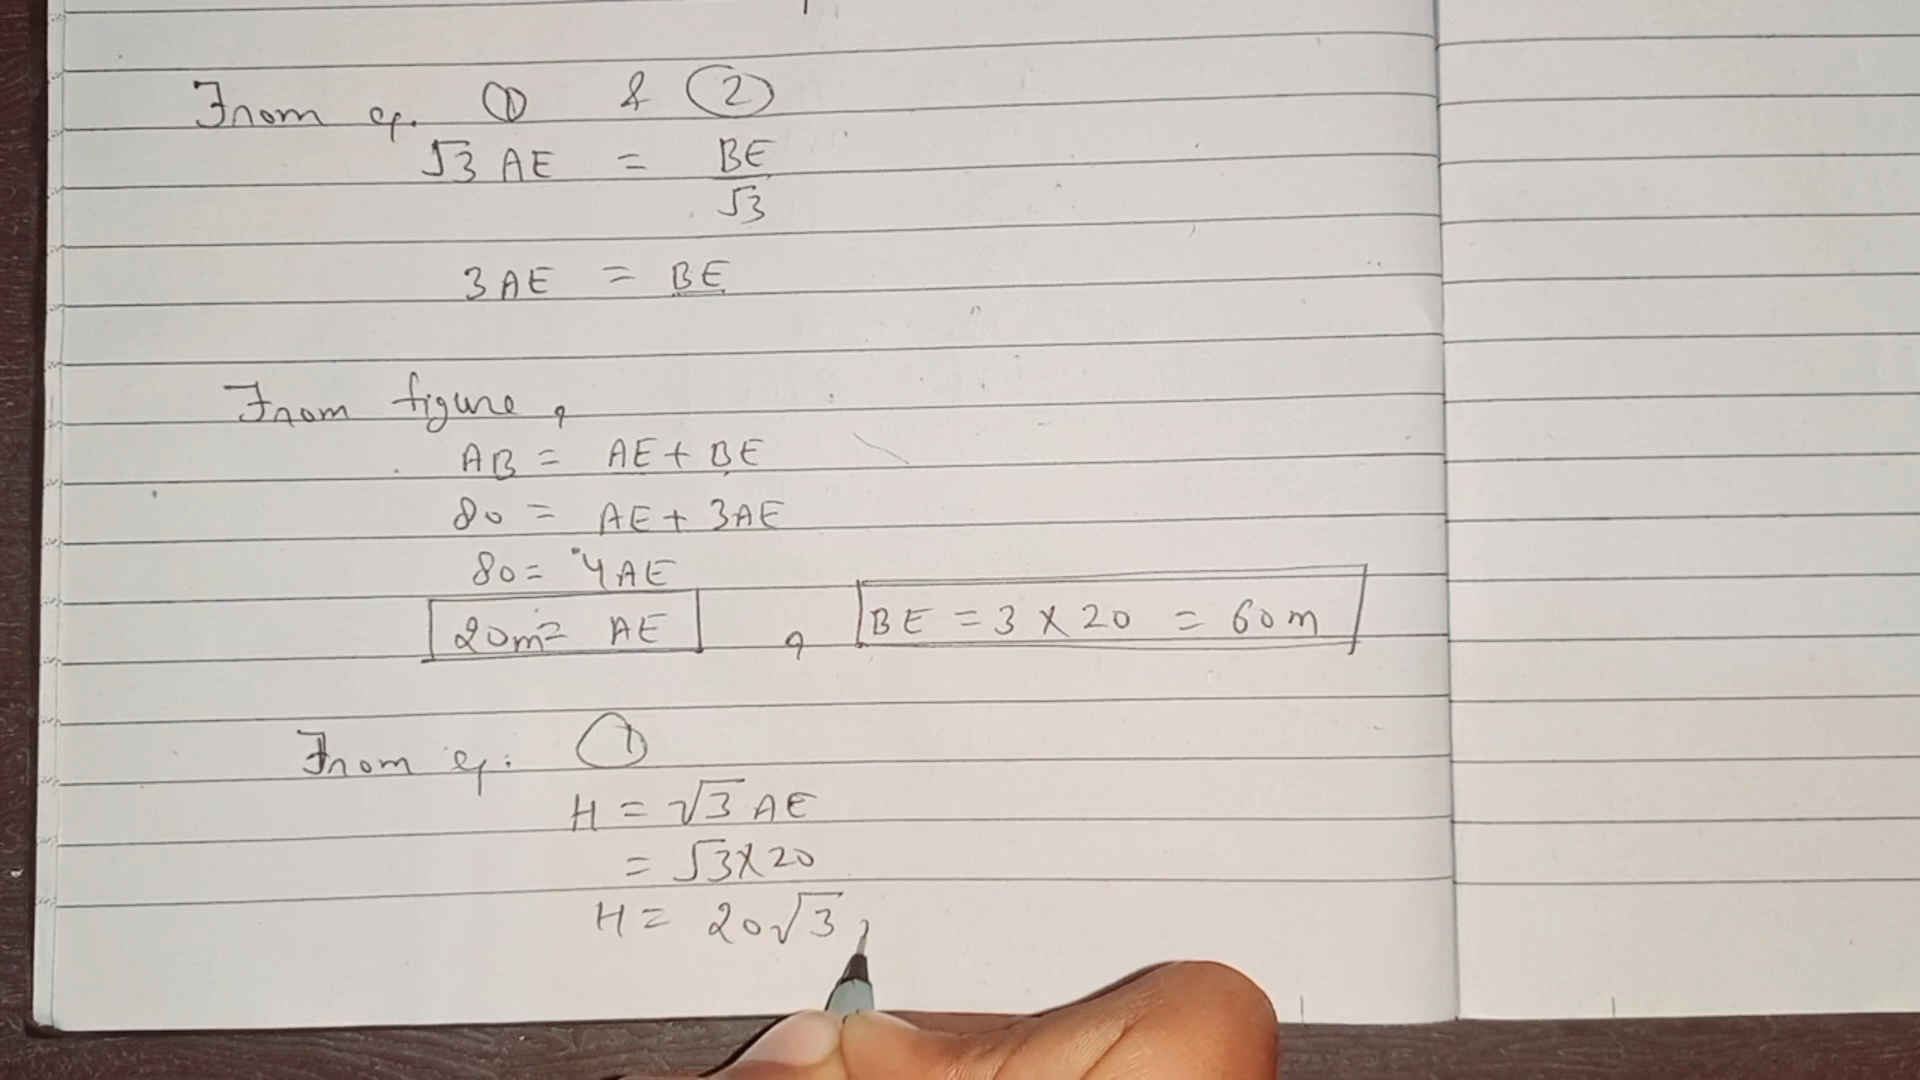 From eq. ① & ②
√3 AE = BE/√3
3AE = BE
From figure,
AB = AE + BE
80 = AE + 3AE
80 = 4AE
20m = AE , BE = 3 × 20 = 60m
From eq. ①
H = √3 AE
= √3 × 20
H = 20√3